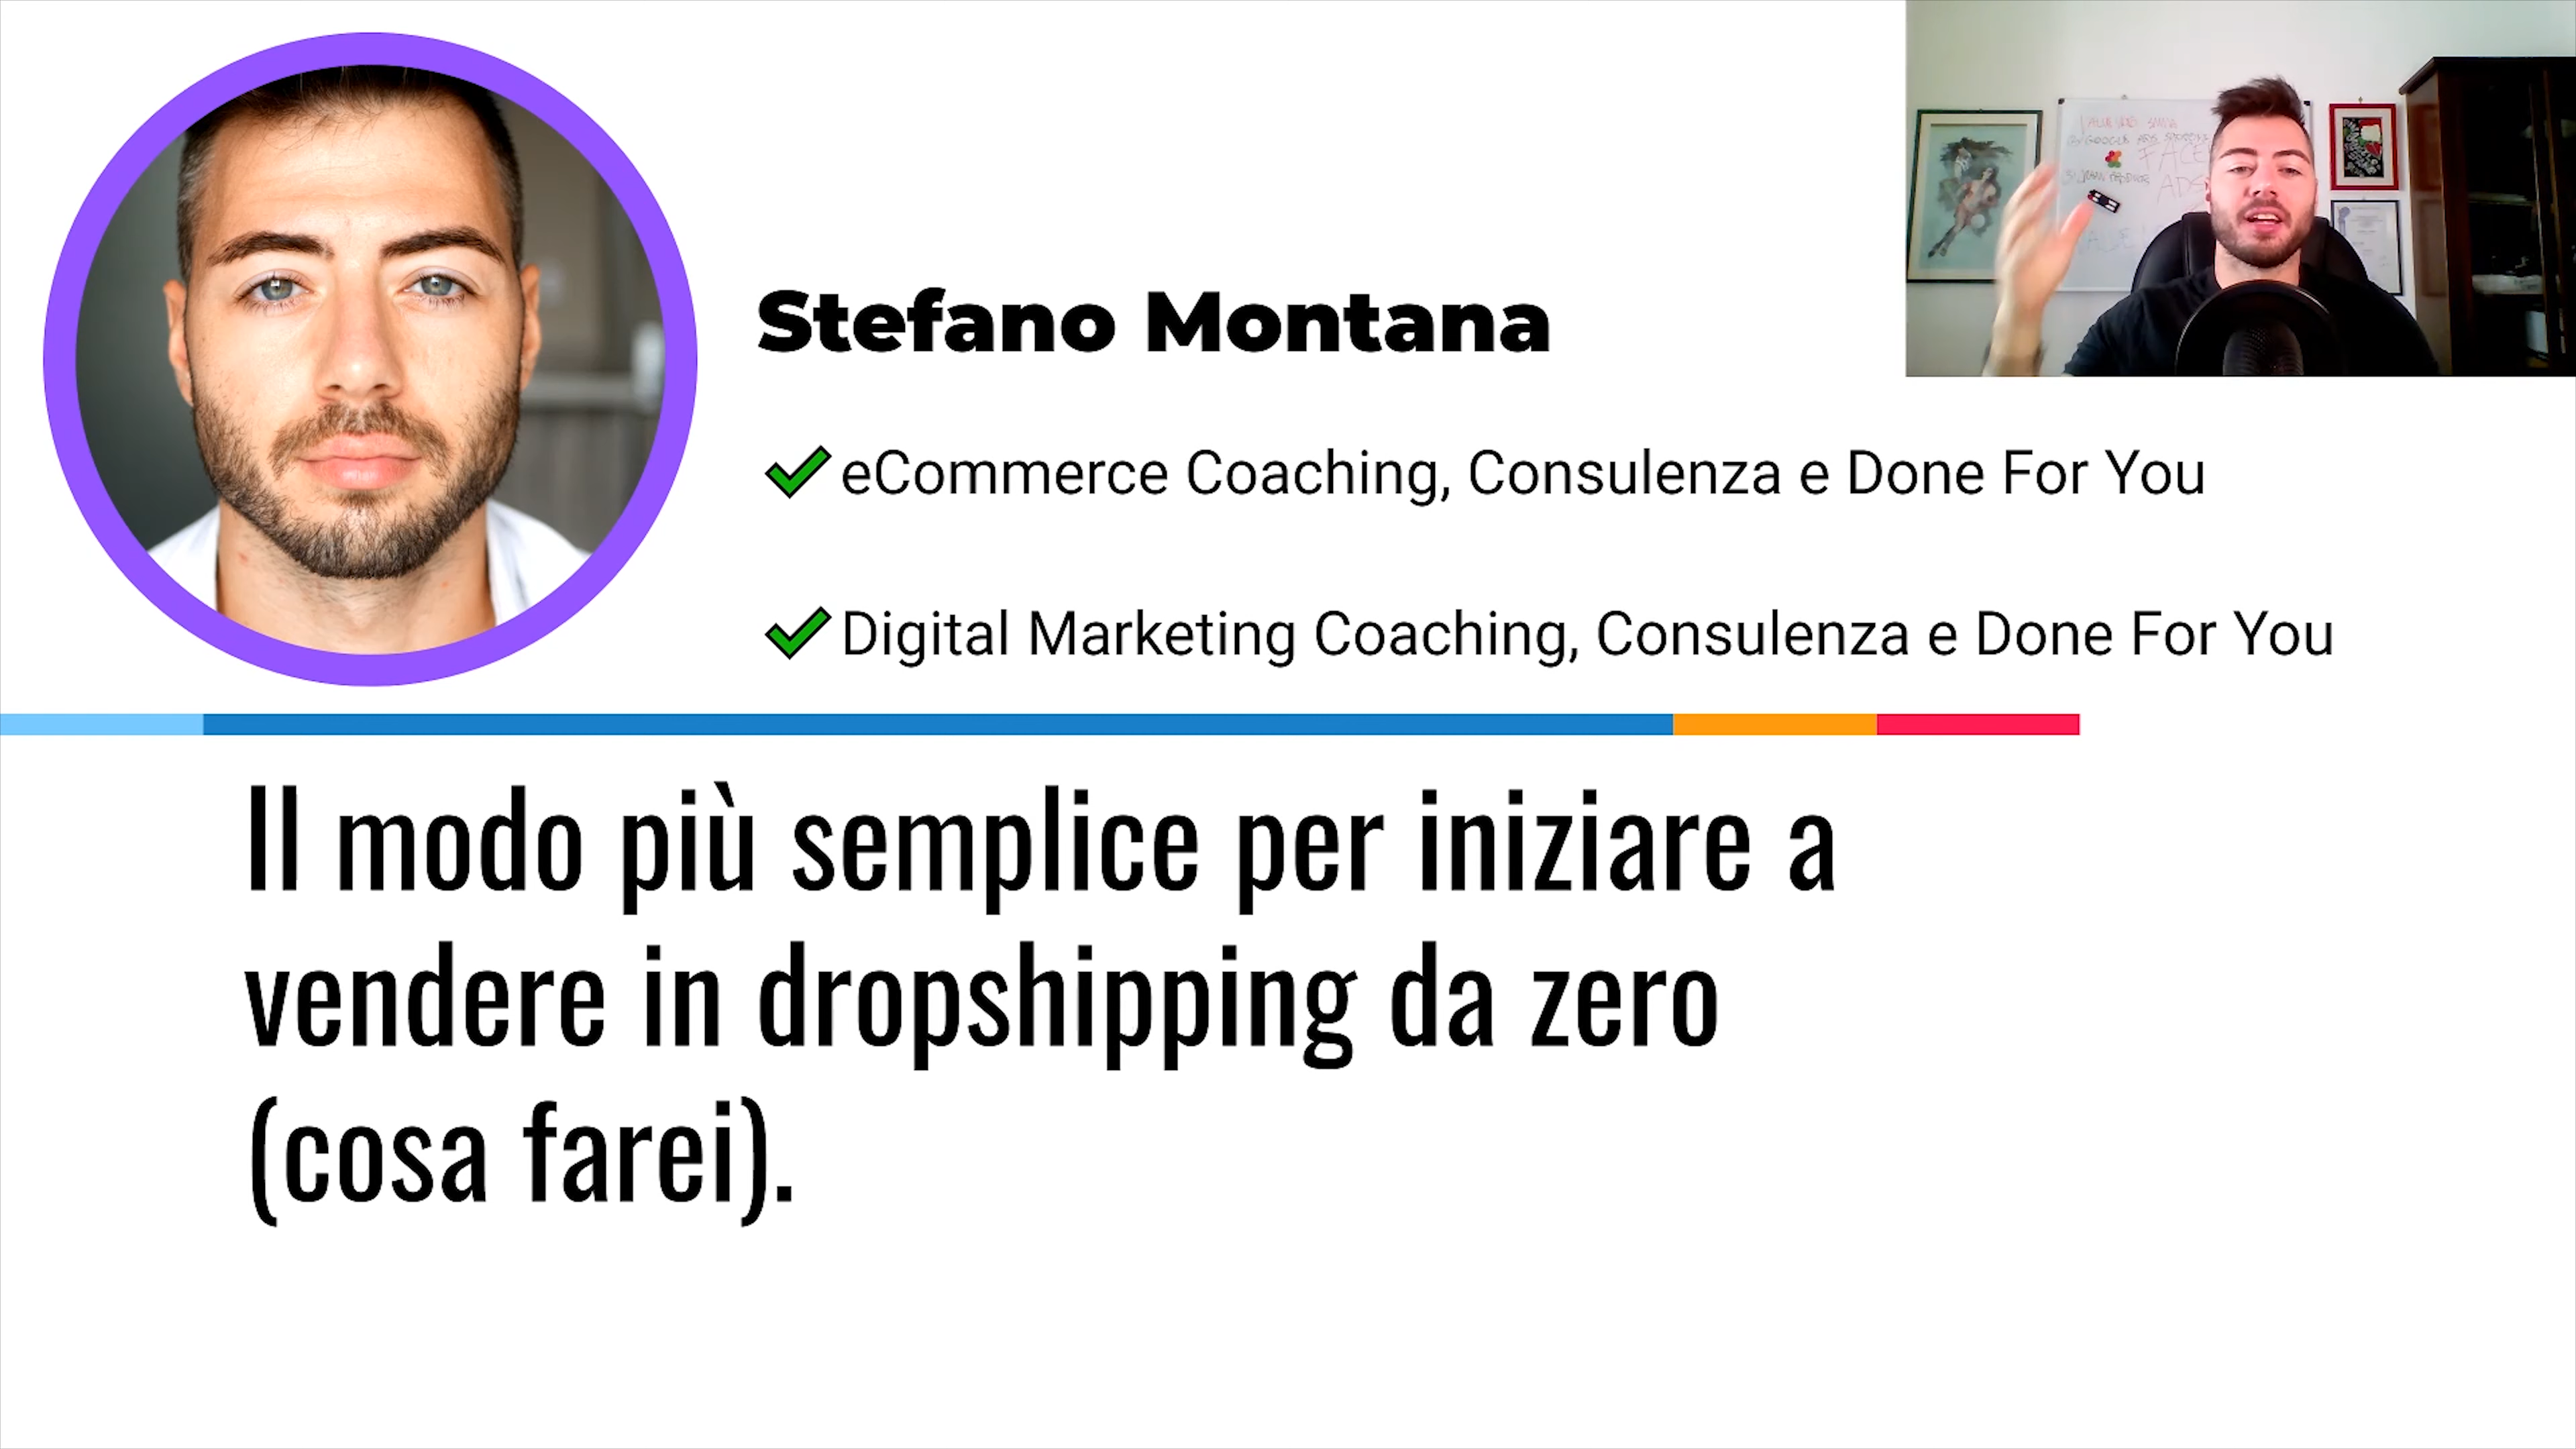 Stefano Montana
eCommerce Coaching, Consulenza e Done For You
Digital Marketing Coaching, Consulenza e Done For You
Il modo più semplice per iniziare a
vendere in dropshipping da zero
(cosa farei).